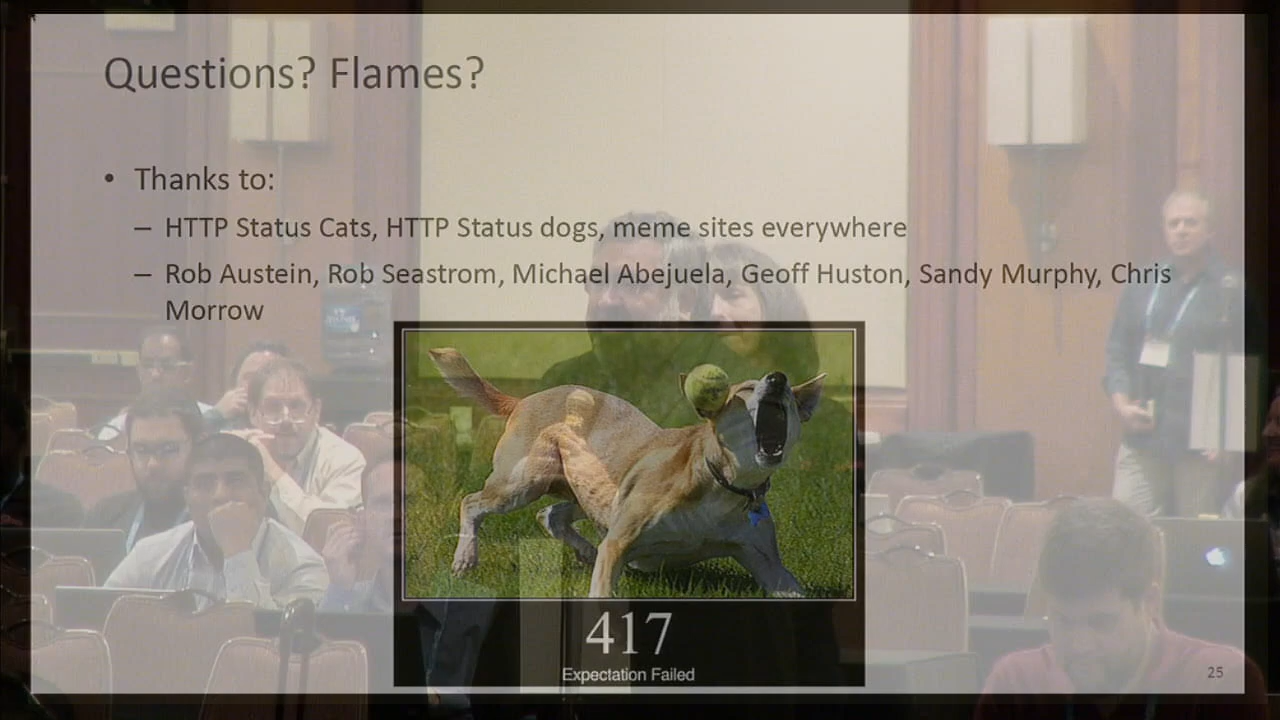 Questions? Flames?
• Thanks to:
– HTTP Status Cats, HTTP Status dogs, meme sites everywhere
– Rob Austein, Rob Seastrom, Michael Abejuela, Geoff Huston, Sandy Murphy, Chris
Morrow
417
Expectation Failed
25